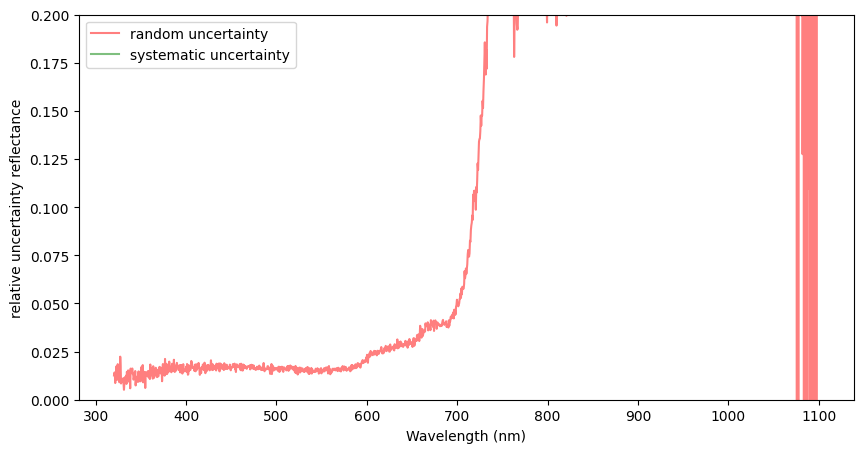 random uncertainty
systematic uncertainty
relative uncertainty reflectance
0.200
0.175
0.150
0.125
0.100
0.075
0.050
0.025
0.000
300 400 500 600 700 800 900 1000 1100
Wavelength (nm)